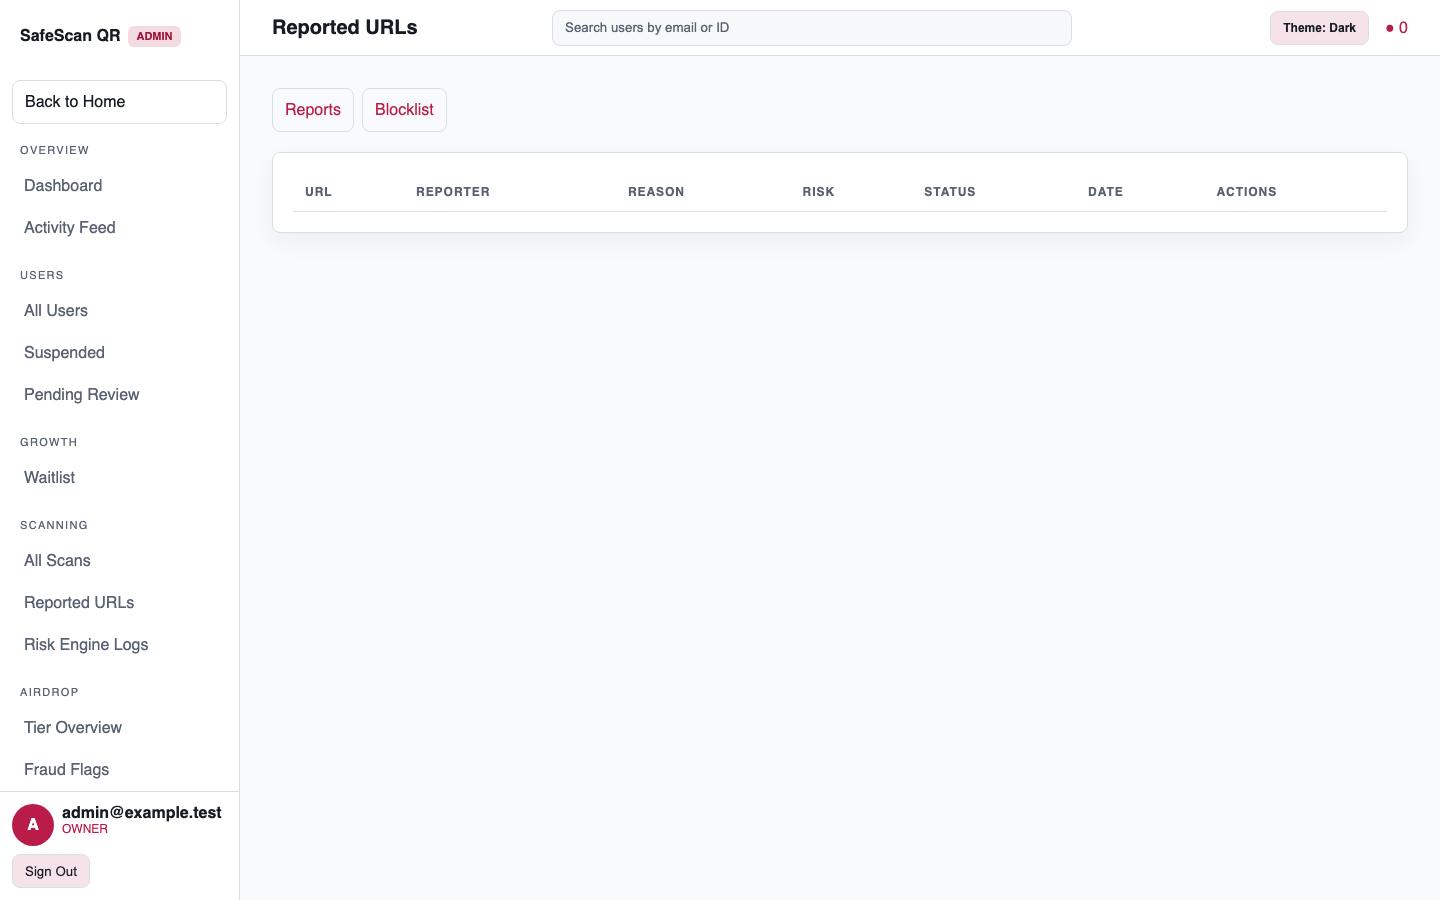 SafeScan QR ADMIN
Back to Home
OVERVIEW
Dashboard
Activity Feed
USERS
All Users
Suspended
Pending Review
GROWTH
Waitlist
SCANNING
All Scans
Reported URLs
Risk Engine Logs
AIRDROP
Tier Overview
Fraud Flags
A
admin@example.test
OWNER
Sign Out
Reported URLs
Search users by email or ID
Theme: Dark
● 0
Reports Blocklist
URL REPORTER REASON RISK STATUS DATE ACTIONS